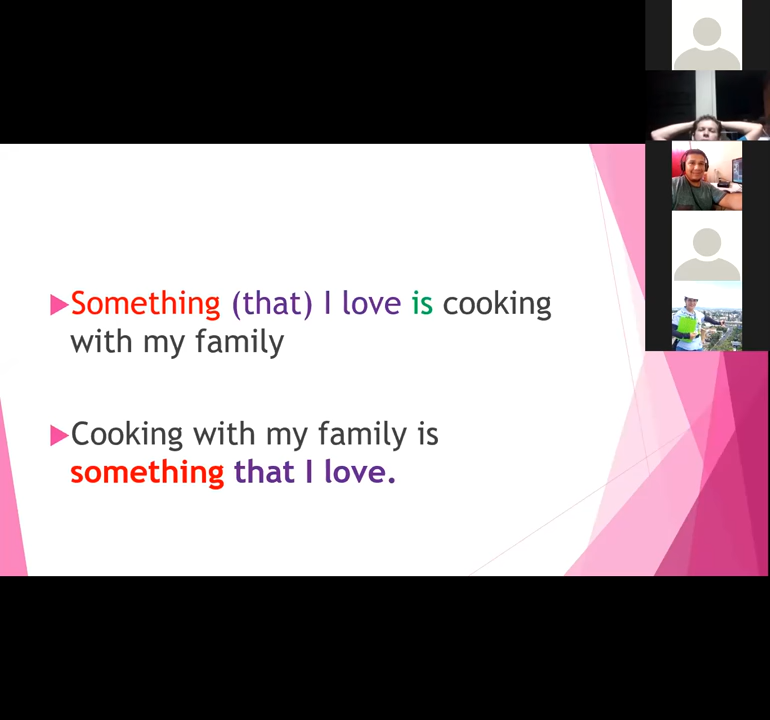 Something (that) I love is cooking
with my family
Cooking with my family is
something that I love.